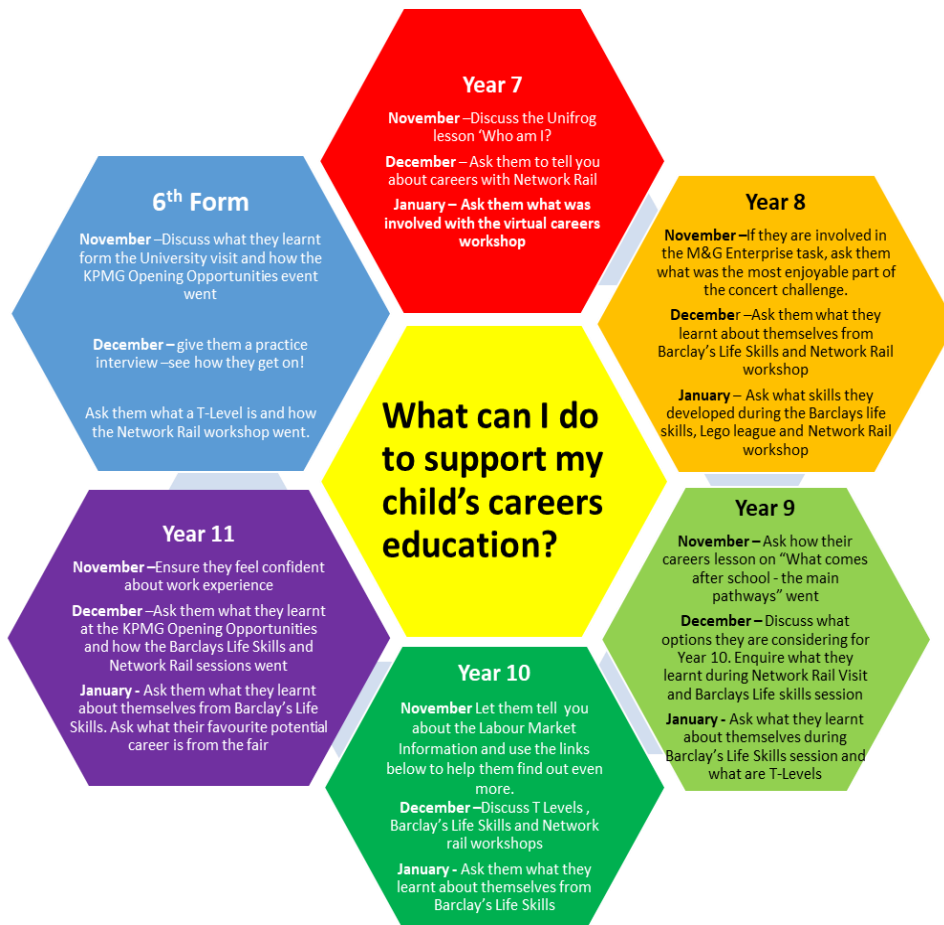 Year 7
November –Discuss the Unifrog
lesson ‘Who am I?
December – Ask them to tell you
about careers with Network Rail
January – Ask them what was
involved with the virtual careers
workshop
6th Form
November –Discuss what they learnt
form the University visit and how the
KPMG Opening Opportunities event
went
December – give them a practice
interview –see how they get on!
Ask them what a T-Level is and how
the Network Rail workshop went.
Year 8
November –If they are involved in
the M&G Enterprise task, ask them
what was the most enjoyable part of
the concert challenge.
December –Ask them what they
learnt about themselves from
Barclay’s Life Skills and Network Rail
workshop
January – Ask what skills they
developed during the Barclays life
skills, Lego league and Network Rail
workshop
What can I do
to support my
child’s careers
education?
Year 11
November –Ensure they feel confident
about work experience
December –Ask them what they learnt
at the KPMG Opening Opportunities
and how the Barclays Life Skills and
Network Rail sessions went
January - Ask them what they learnt
about themselves from Barclay’s Life
Skills. Ask what their favourite potential
career is from the fair
Year 9
November – Ask how their
careers lesson on “What comes
after school - the main
pathways” went
December – Discuss what
options they are considering for
Year 10. Enquire what they
learnt during Network Rail Visit
and Barclays Life skills session
January - Ask what they learnt
about themselves during
Barclay’s Life Skills session and
what are T-Levels
Year 10
November Let them tell you
about the Labour Market
Information and use the links
below to help them find out even
more.
December –Discuss T Levels ,
Barclay’s Life Skills and Network
rail workshops
January - Ask them what they
learnt about themselves from
Barclay’s Life Skills